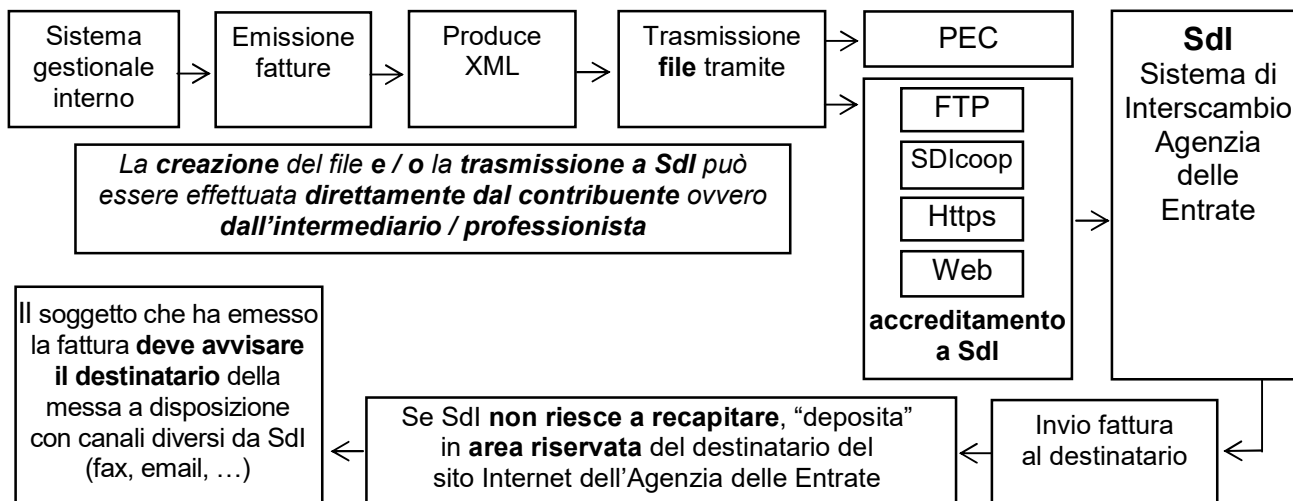 Sistema
gestionale
interno
Emissione
fatture
Produce
XML
Trasmissione
file tramite
PEC
FTP
SDIcoop
Https
Web
accreditamento
a SdI
SdI
Sistema di
Interscambio
Agenzia
delle
Entrate
La creazione del file e / o la trasmissione a SdI può
essere effettuata direttamente dal contribuente ovvero
dall’intermediario / professionista
Invio fattura
al destinatario
Se SdI non riesce a recapitare, “deposita”
in area riservata del destinatario del
sito Internet dell’Agenzia delle Entrate
Il soggetto che ha emesso
la fattura deve avvisare
il destinatario della
messa a disposizione
con canali diversi da SdI
(fax, email, …)